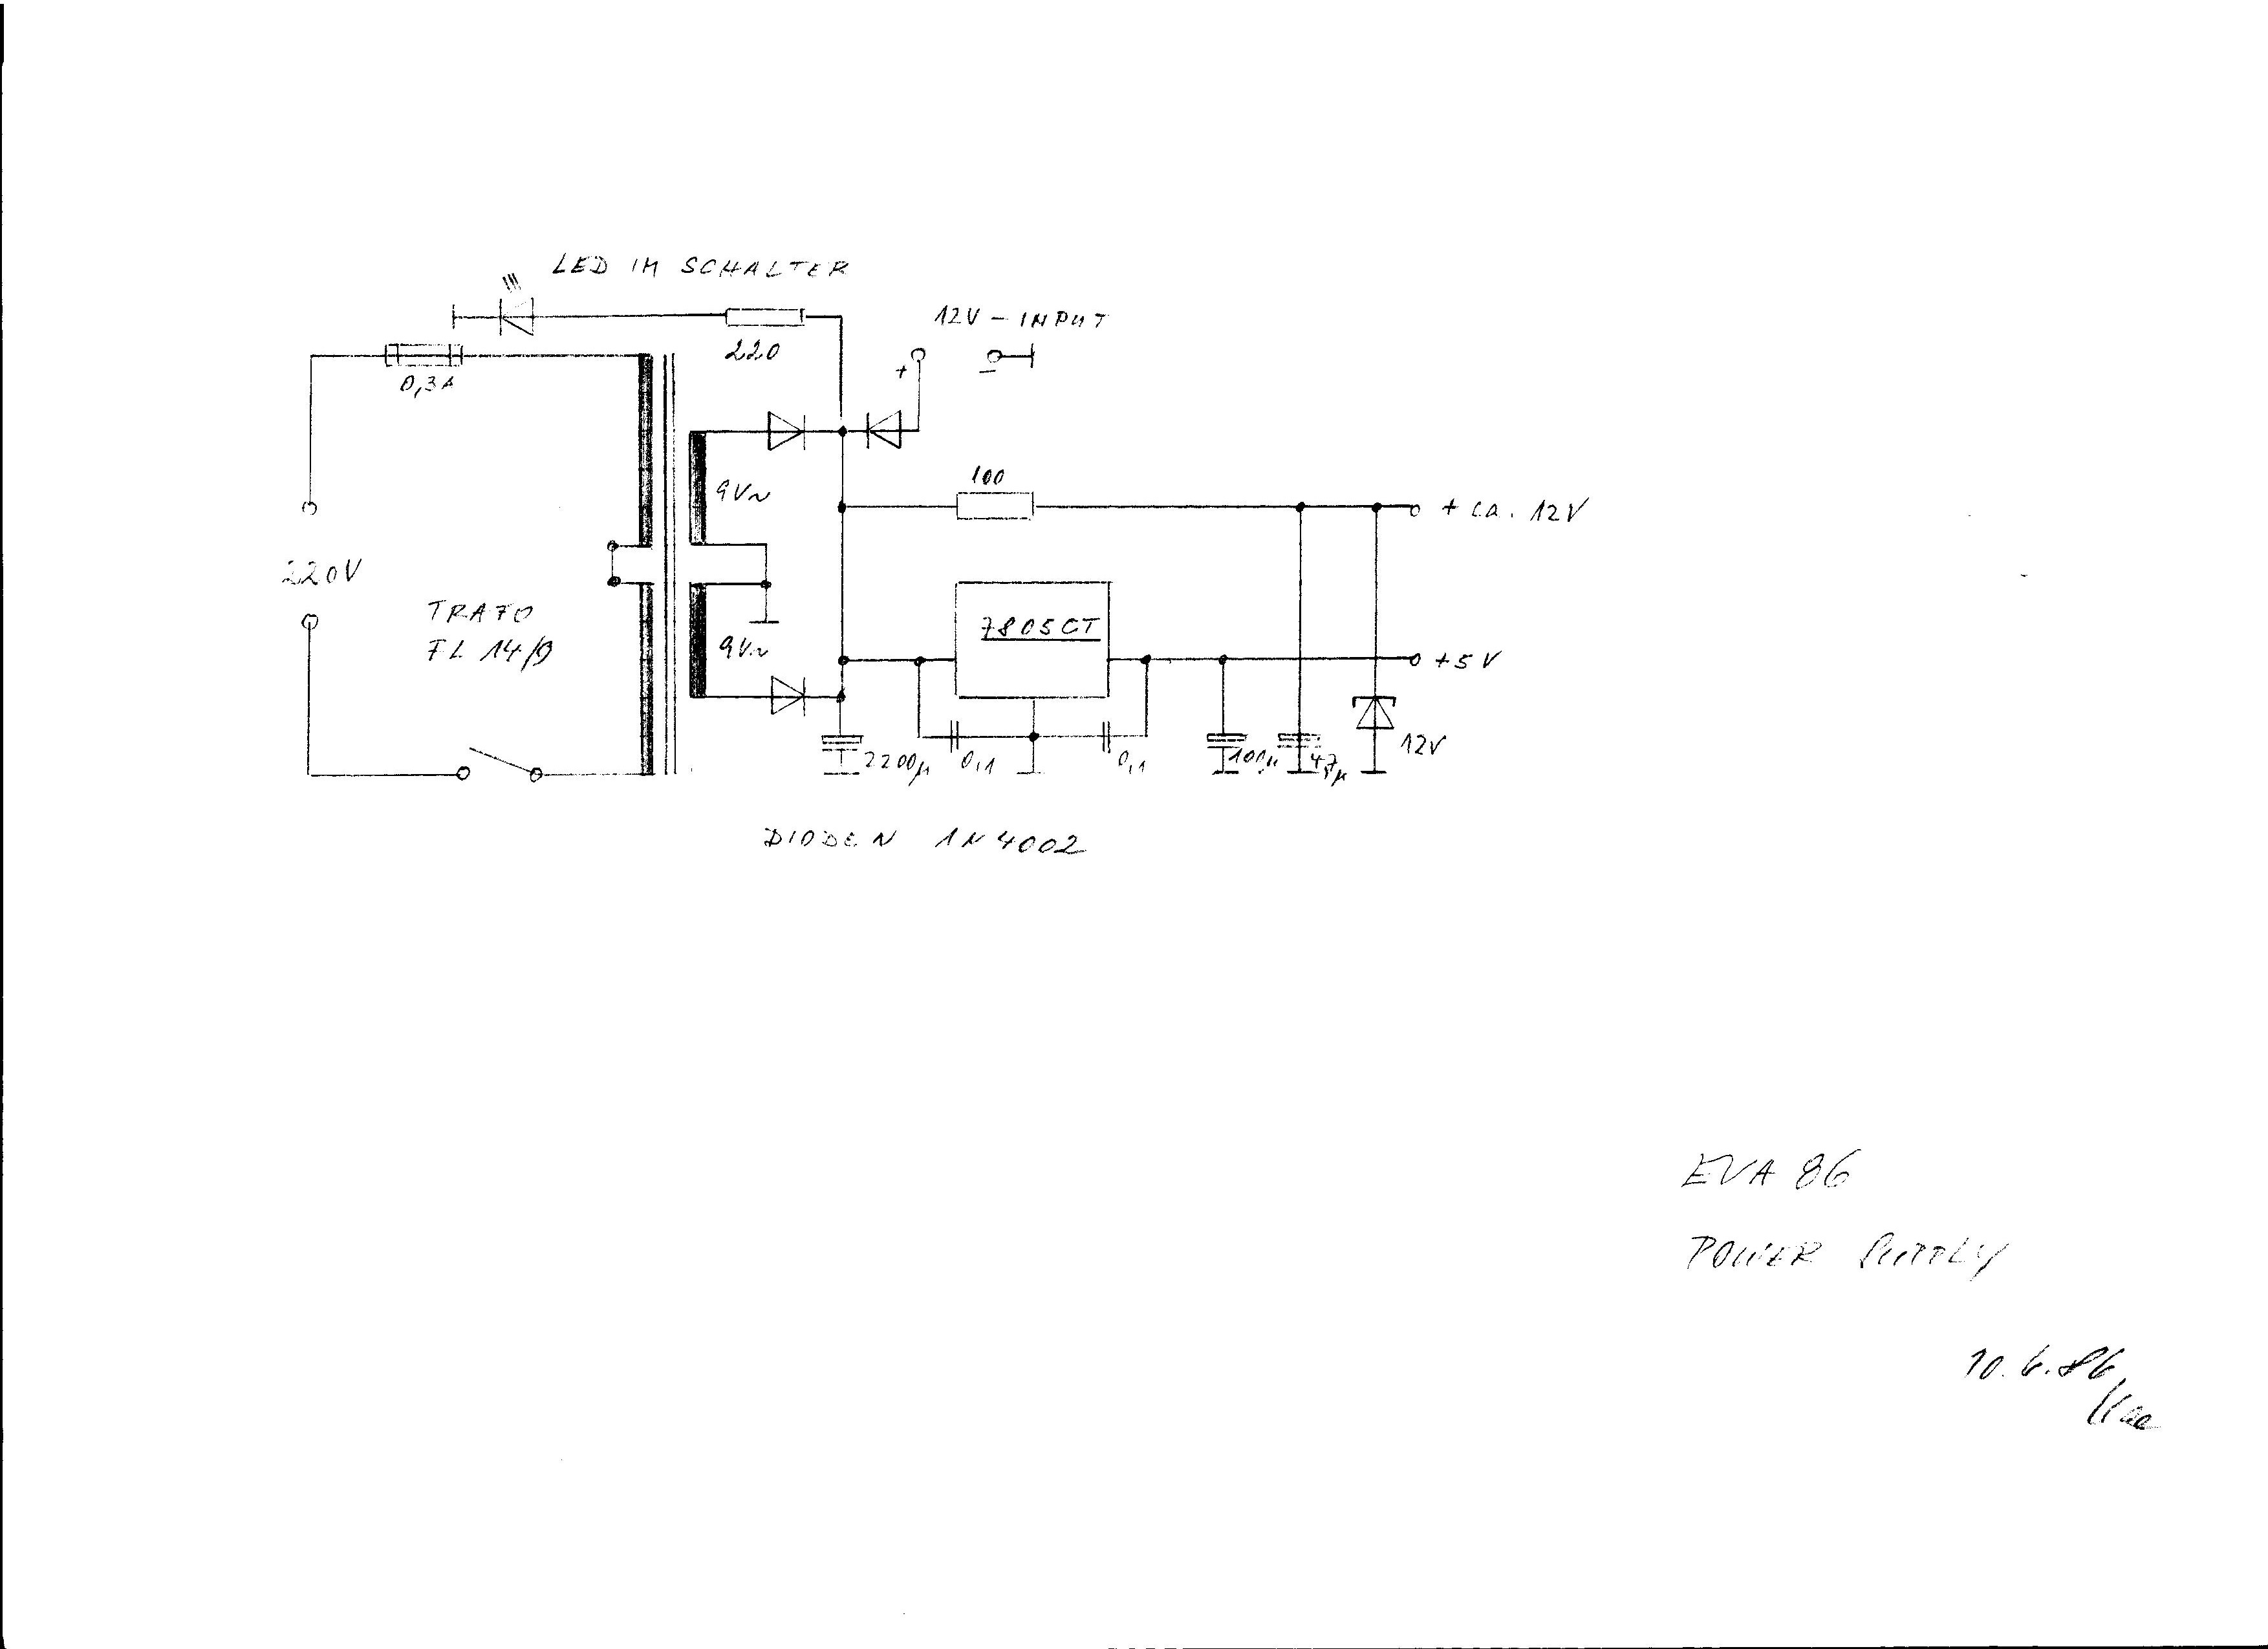 LED IM SCHALTER
12V - INPUT
+
-
220
0,3A
100
9V~
+ ca. 12V
220V
TRAFO
FL 14/9
7805CT
9V~
+5V
2200µ
0,1
0,1
100µ
47µ
12V
DIODEN 1N4002
EVA 86
POWER SUPPLY
10.6.86